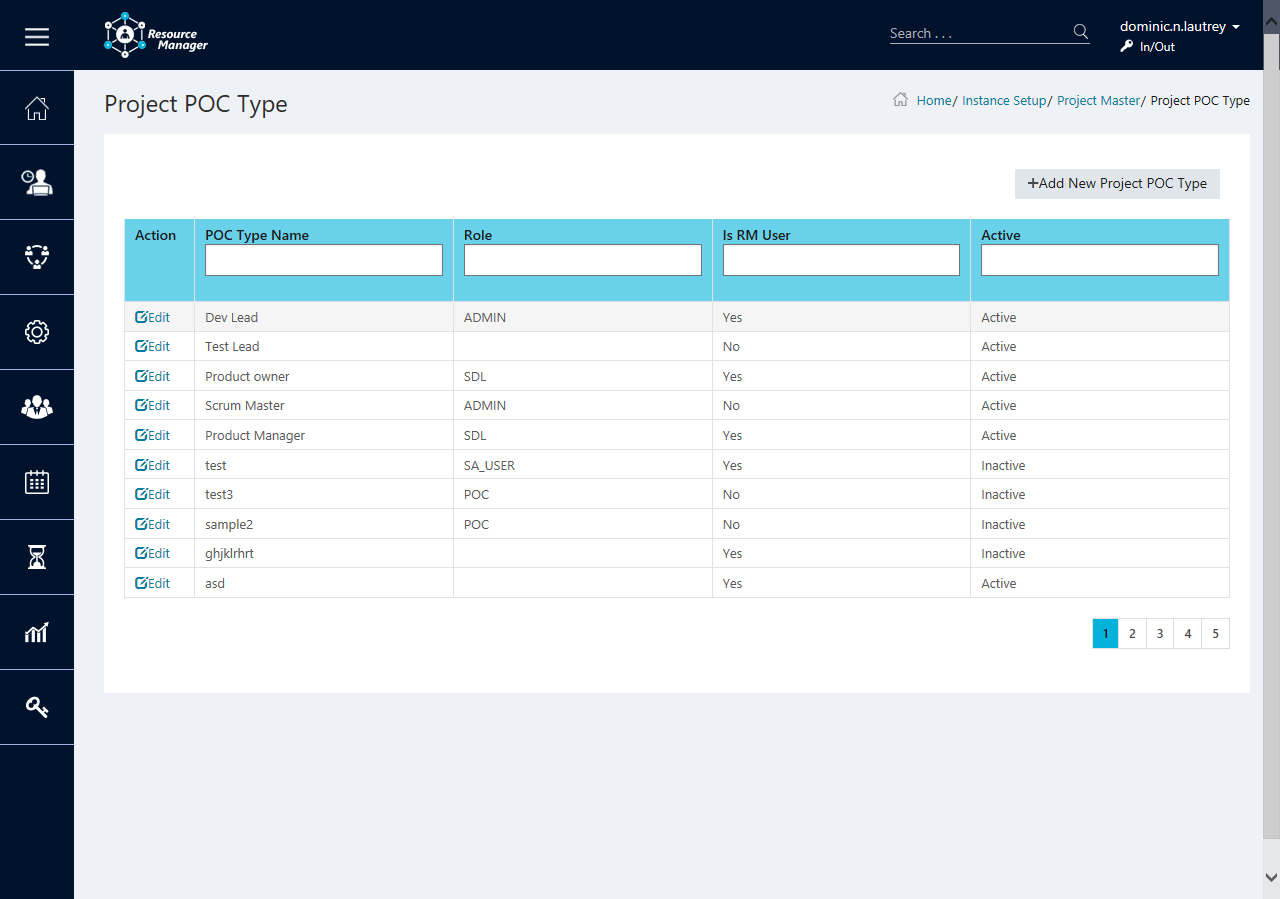 Resource
Manager
Search . . .
dominic.n.lautrey
In/Out
Project POC Type
Home/ Instance Setup/ Project Master/ Project POC Type
+Add New Project POC Type
Action POC Type Name Role Is RM User Active
Edit Dev Lead ADMIN Yes Active
Edit Test Lead No Active
Edit Product owner SDL Yes Active
Edit Scrum Master ADMIN No Active
Edit Product Manager SDL Yes Active
Edit test SA_USER Yes Inactive
Edit test3 POC No Inactive
Edit sample2 POC No Inactive
Edit ghjklrhrt Yes Inactive
Edit asd Yes Active
1 2 3 4 5